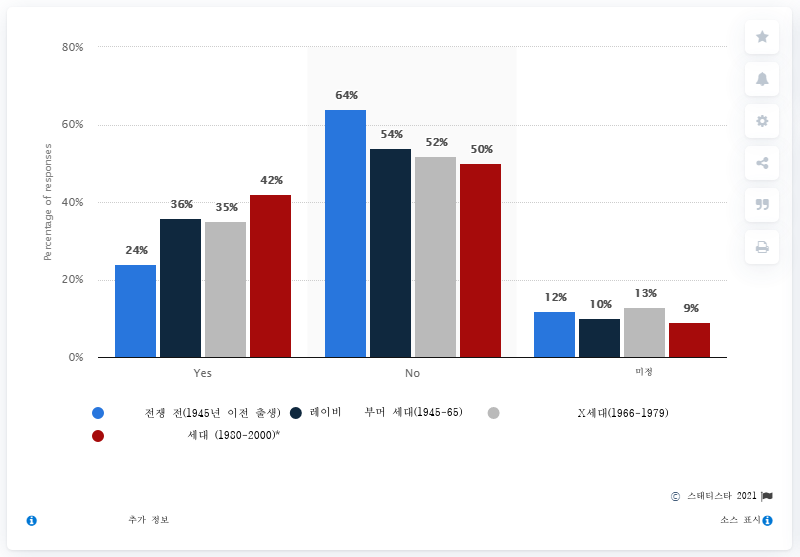 80%
64%
60%
54%
52%
50%
42%
40%
36%
35%
24%
20%
12%
10%
13%
9%
0%
Percentage of responses
Yes
No
미정
전쟁 전(1945년 이전 출생)
레이비 부머 세대(1945-65)
X세대(1966-1979)
세대 (1980-2000)*
© 스태티스타 2021
추가 정보
소스 표시